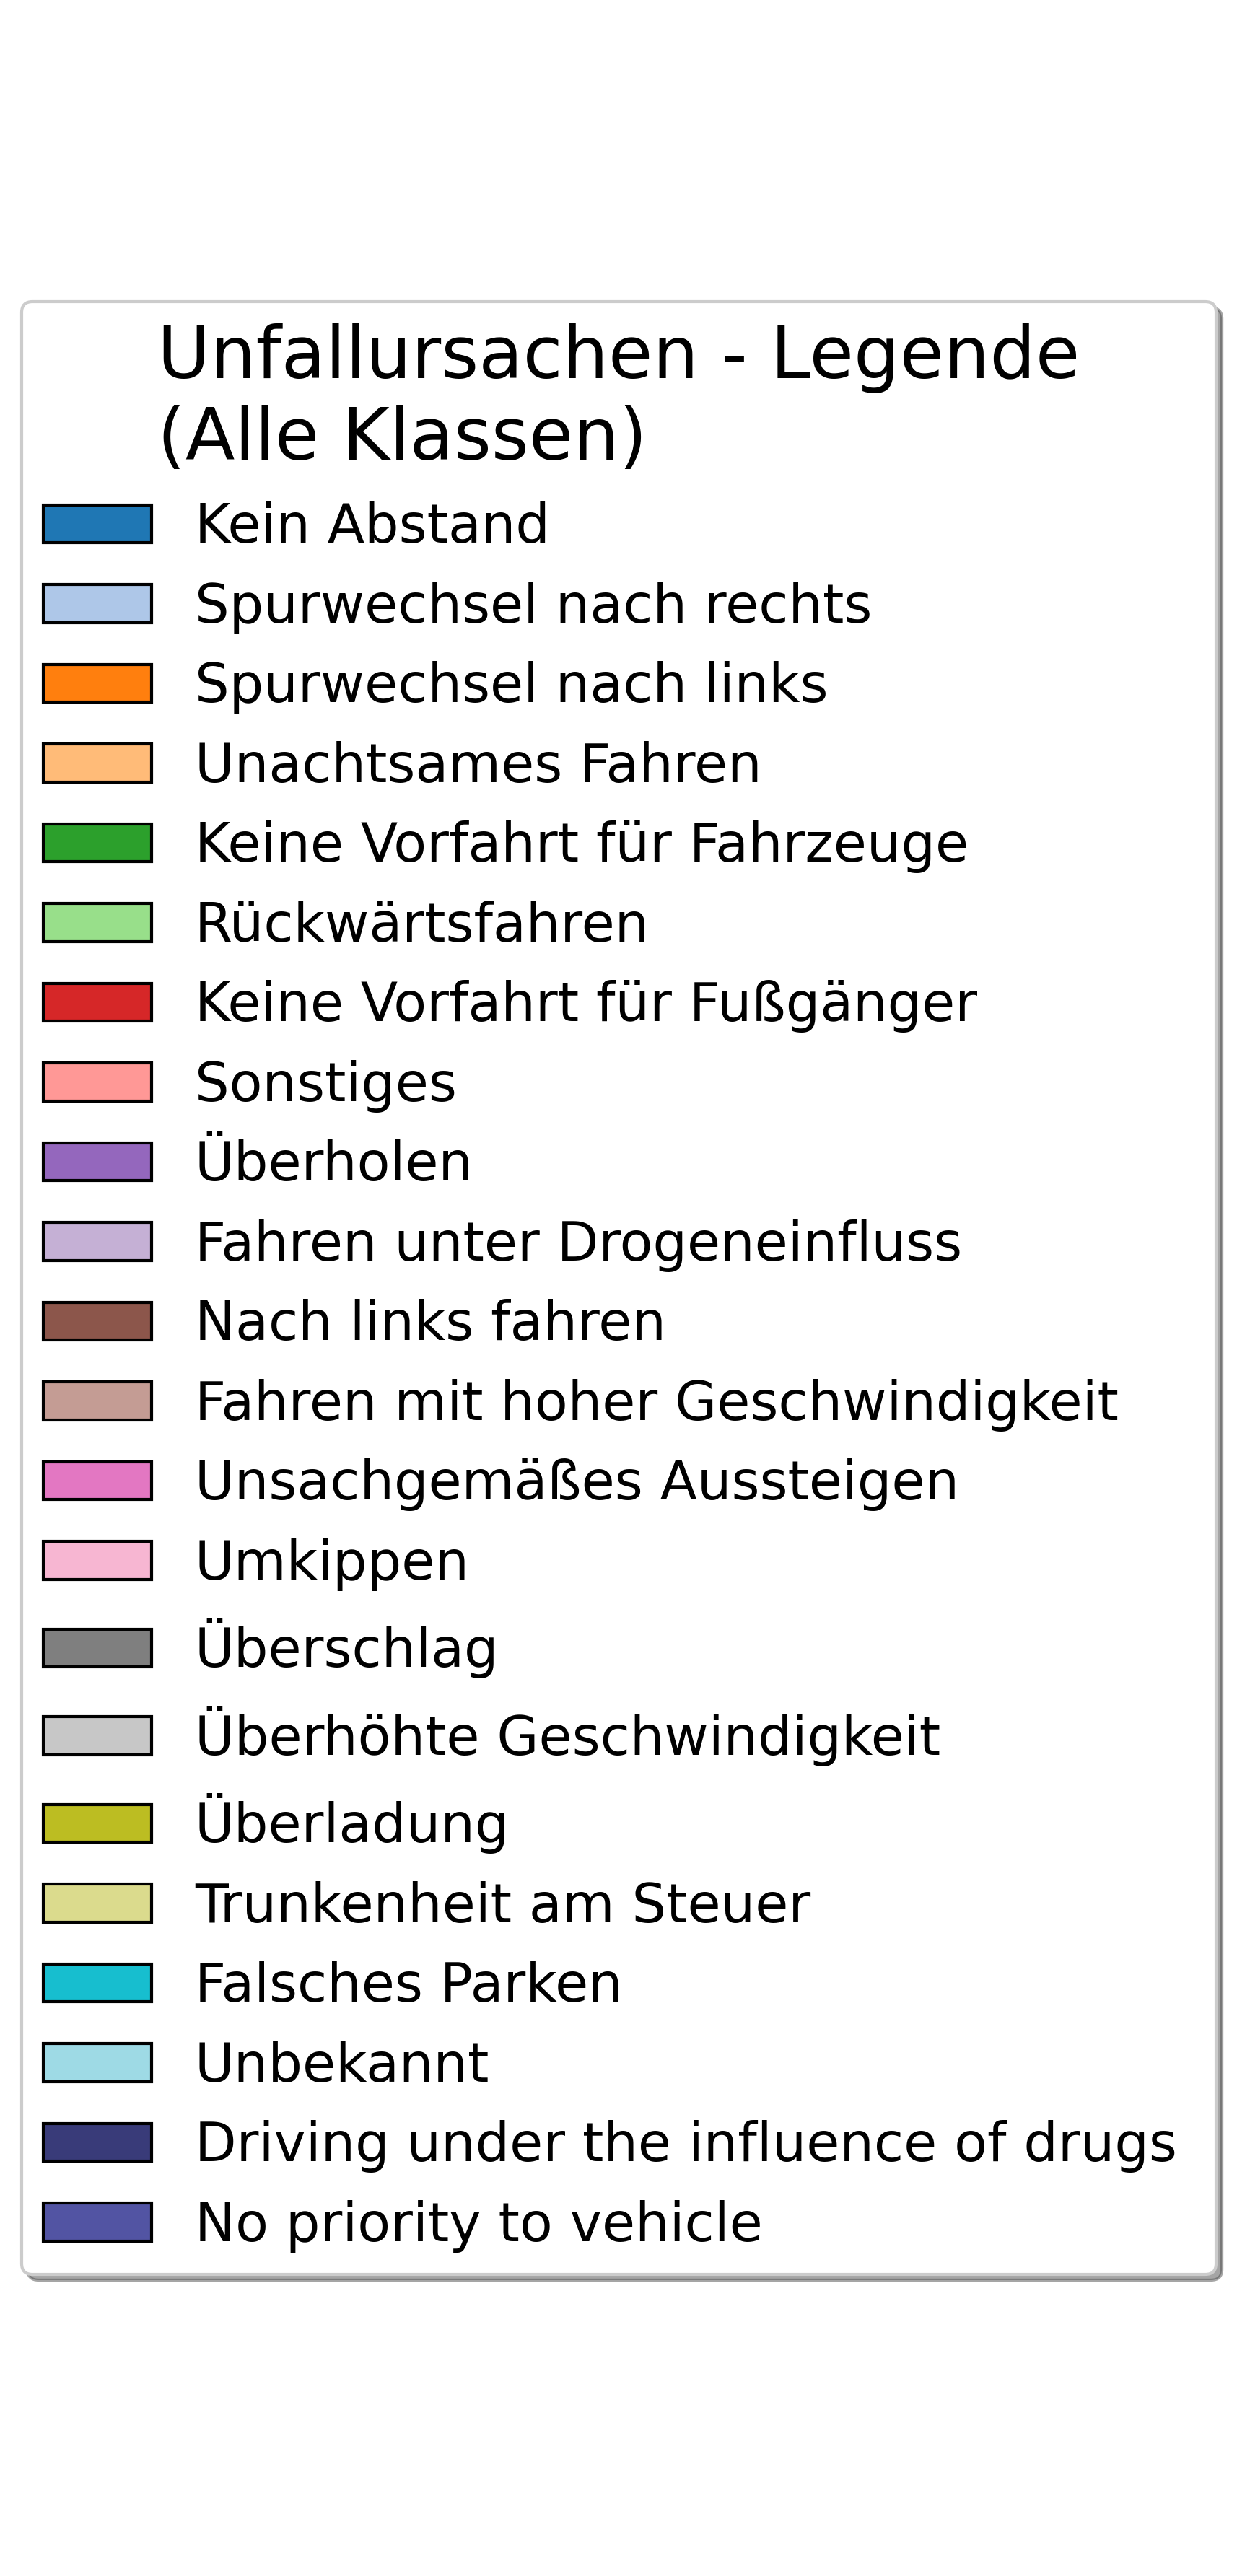 Unfallursachen - Legende
(Alle Klassen)
Kein Abstand
Spurwechsel nach rechts
Spurwechsel nach links
Unachtsames Fahren
Keine Vorfahrt für Fahrzeuge
Rückwärtsfahren
Keine Vorfahrt für Fußgänger
Sonstiges
Überholen
Fahren unter Drogeneinfluss
Nach links fahren
Fahren mit hoher Geschwindigkeit
Unsachgemäßes Aussteigen
Umkippen
Überschlag
Überhöhte Geschwindigkeit
Überladung
Trunkenheit am Steuer
Falsches Parken
Unbekannt
Driving under the influence of drugs
No priority to vehicle